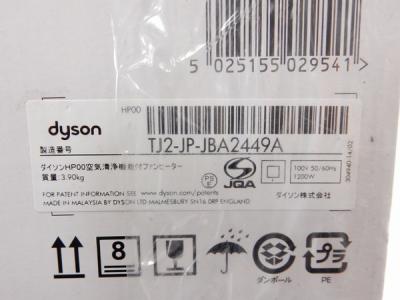 5 025155 029541
HP00
dyson
製造番号
TJ2-JP-JBA2449A
ダイソンHP00空気清浄機能付ファンヒーター
質量: 3.90kg
PS
E
JQA
100V 50/60Hz
1200W
FOR PATENT INFORMATION SEE www.dyson.com/patents
MADE IN MALAYSIA BY DYSON LTD MALMESBURY SN16 0RP ENGLAND
ダイソン株式会社
8
ダンボール
プラ
PE